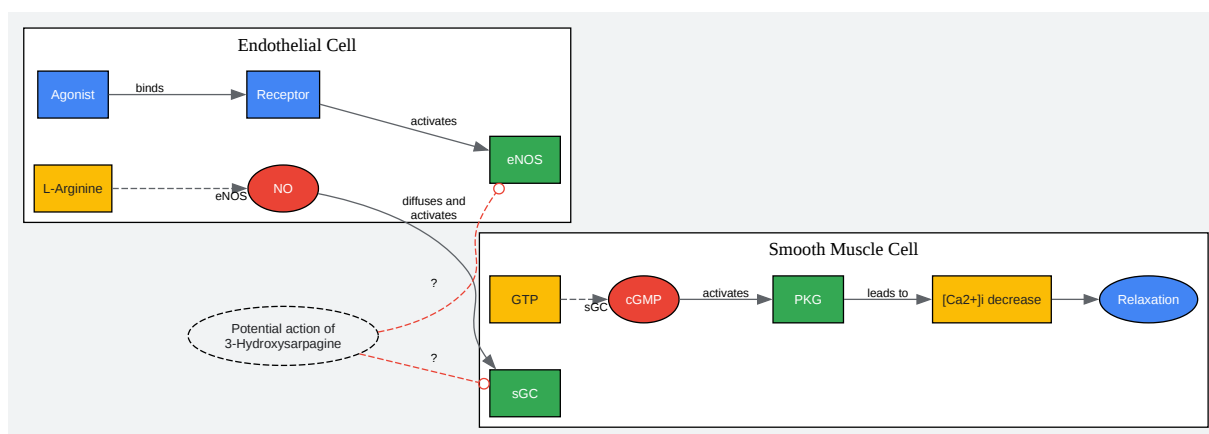 Endothelial Cell
Agonist
binds
Receptor
activates
eNOS
L-Arginine
eNOS
NO
diffuses and
activates
Smooth Muscle Cell
GTP
sGC
cGMP
activates
PKG
leads to
[Ca2+]i decrease
Relaxation
?
Potential action of
3-Hydroxysarpagine
?
sGC